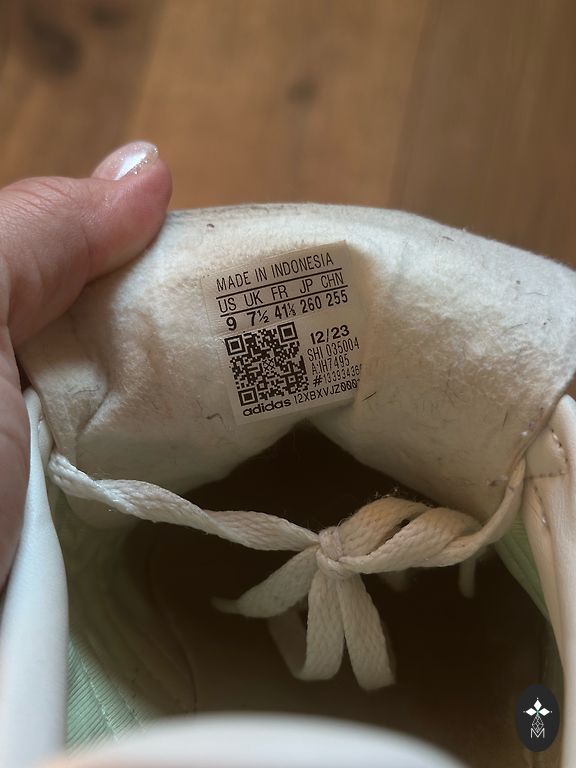 MADE IN INDONESIA
US UK FR JP CHN
9 7½ 41⅓ 260 255
12/23
SHI 035004
A:IH7495
adidas
M